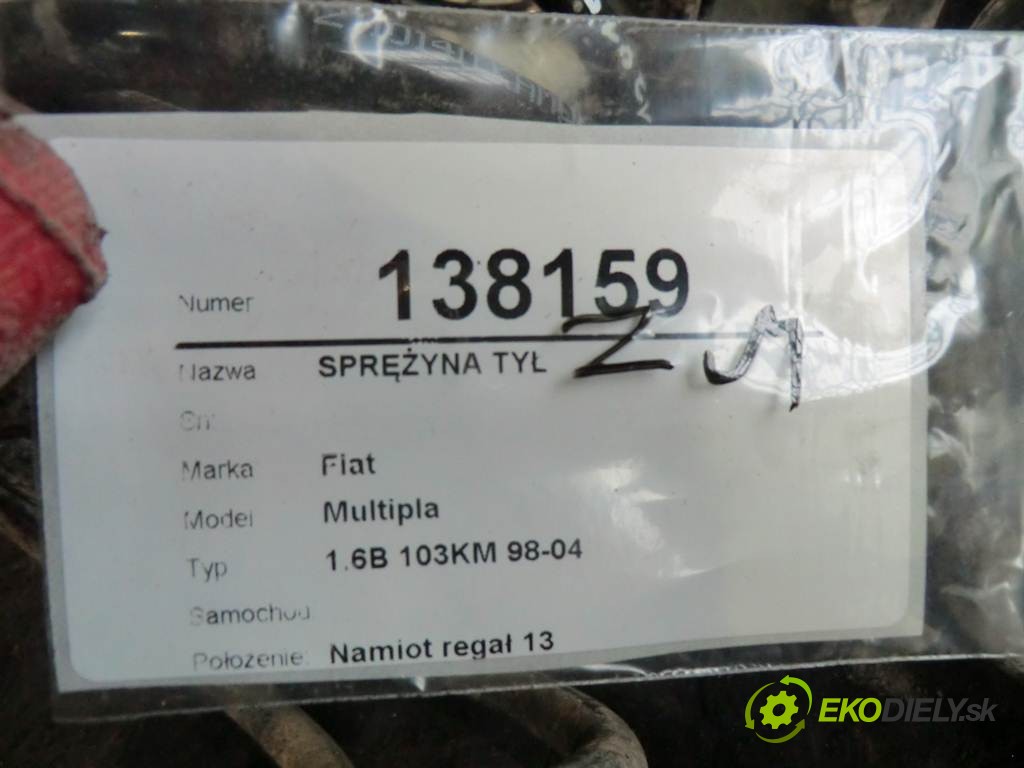 Numer 138159
Nazwa SPRĘŻYNA TYŁ
Sn:
Marka Fiat
Model Multipla
Typ 1.6B 103KM 98-04
Samochód
Położenie: Namiot regał 13
EKODIELY.sk